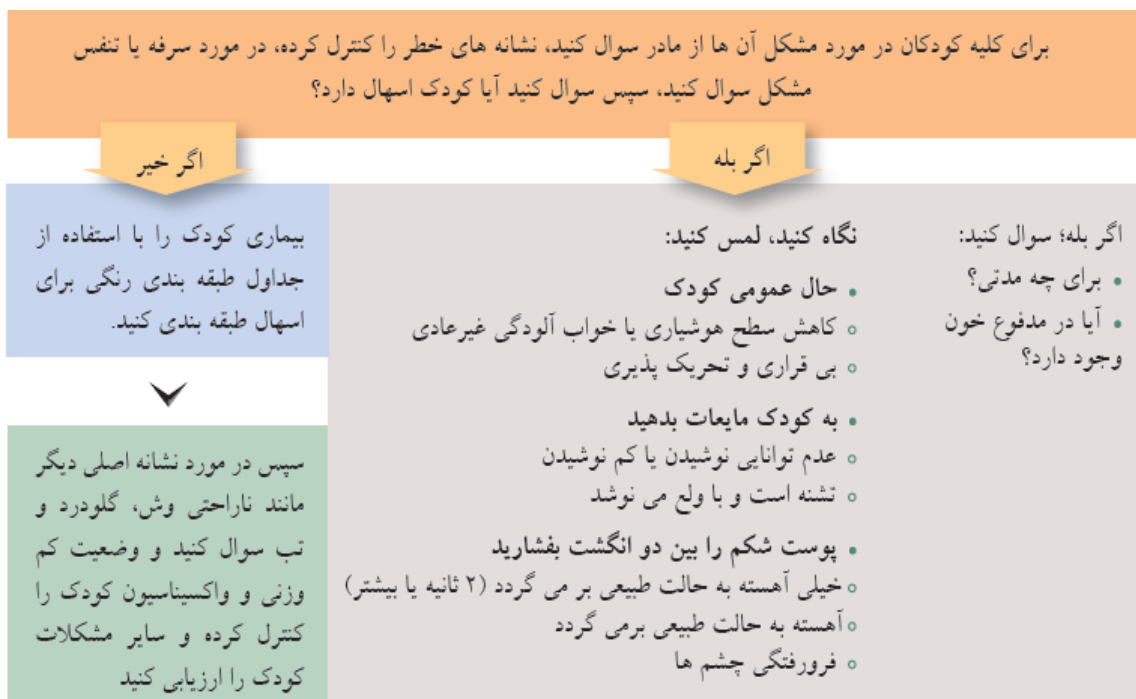 برای کلیه کودکان در مورد مشکل آن ها از مادر سوال کنید، نشانه های خطر را کنترل کرده، در مورد سرفه یا تنفس
مشکل سوال کنید، سپس سوال کنید آیا کودک اسهال دارد؟
اگر بله
اگر خیر
اگر بله؛ سوال کنید:
• برای چه مدتی؟
• آیا در مدفوع خون
وجود دارد؟
نگاه کنید، لمس کنید:
• حال عمومی کودک
○ کاهش سطح هوشیاری یا خواب آلودگی غیرعادی
○ بی قراری و تحریک پذیری
• به کودک مایعات بدهید
○ عدم توانایی نوشیدن یا کم نوشیدن
○ تشنه است و با ولع می نوشد
• پوست شکم را بین دو انگشت بفشارید
○ خیلی آهسته به حالت طبیعی بر می گردد (۲ ثانیه یا بیشتر)
○ آهسته به حالت طبیعی برمی گردد
○ فرورفتگی چشم ها
بیماری کودک را با استفاده از
جداول طبقه بندی رنگی برای
اسهال طبقه بندی کنید.
سپس در مورد نشانه اصلی دیگر
مانند ناراحتی وش، گلودرد و
تب سوال کنید و وضعیت کم
وزنی و واکسیناسیون کودک را
کنترل کرده و سایر مشکلات
کودک را ارزیابی کنید